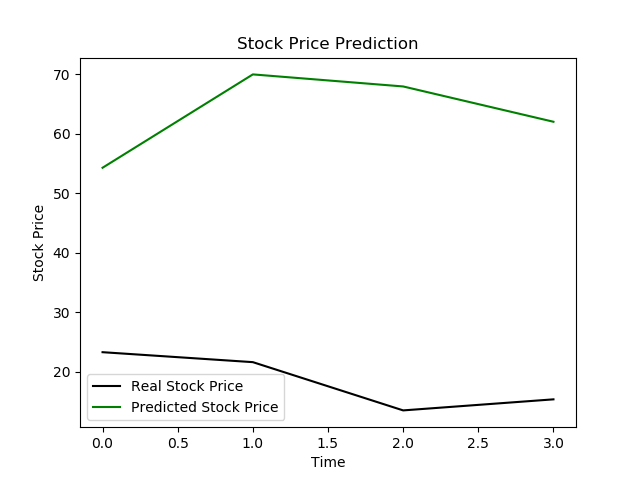 Stock Price Prediction
70
60
50
40
30
20
Stock Price
Real Stock Price
Predicted Stock Price
0.0 0.5 1.0 1.5 2.0 2.5 3.0
Time